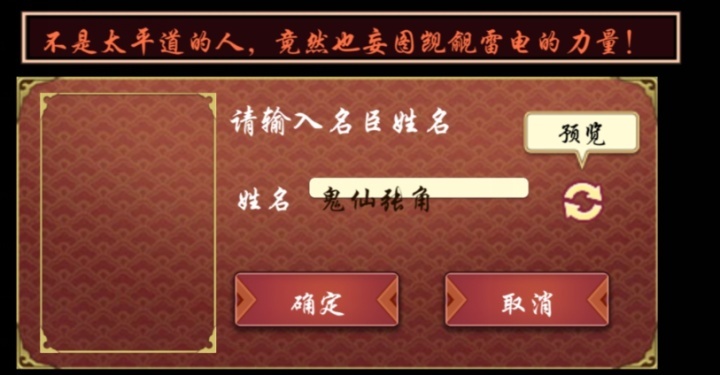 不是太平道的人，竟然也妄图觊觎雷电的力量！
请输入名臣姓名
预览
姓名 鬼仙张角
确定 取消